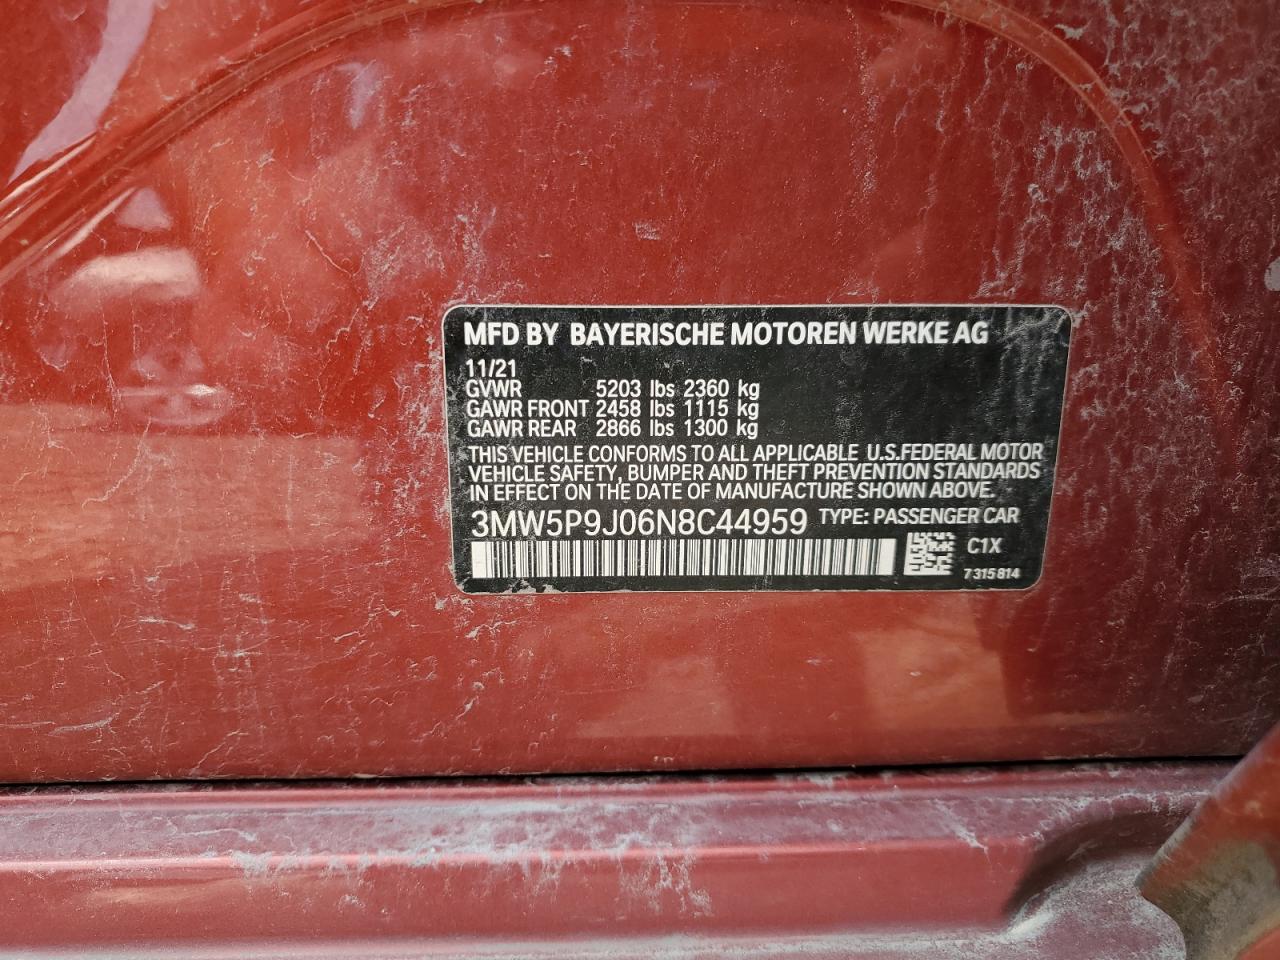 MFD BY BAYERISCHE MOTOREN WERKE AG
11/21
GVWR 5203 lbs 2360 kg
GAWR FRONT 2458 lbs 1115 kg
GAWR REAR 2866 lbs 1300 kg
THIS VEHICLE CONFORMS TO ALL APPLICABLE U.S.FEDERAL MOTOR
VEHICLE SAFETY, BUMPER AND THEFT PREVENTION STANDARDS
IN EFFECT ON THE DATE OF MANUFACTURE SHOWN ABOVE.
3MW5P9J06N8C44959 TYPE: PASSENGER CAR
C1X
7315814